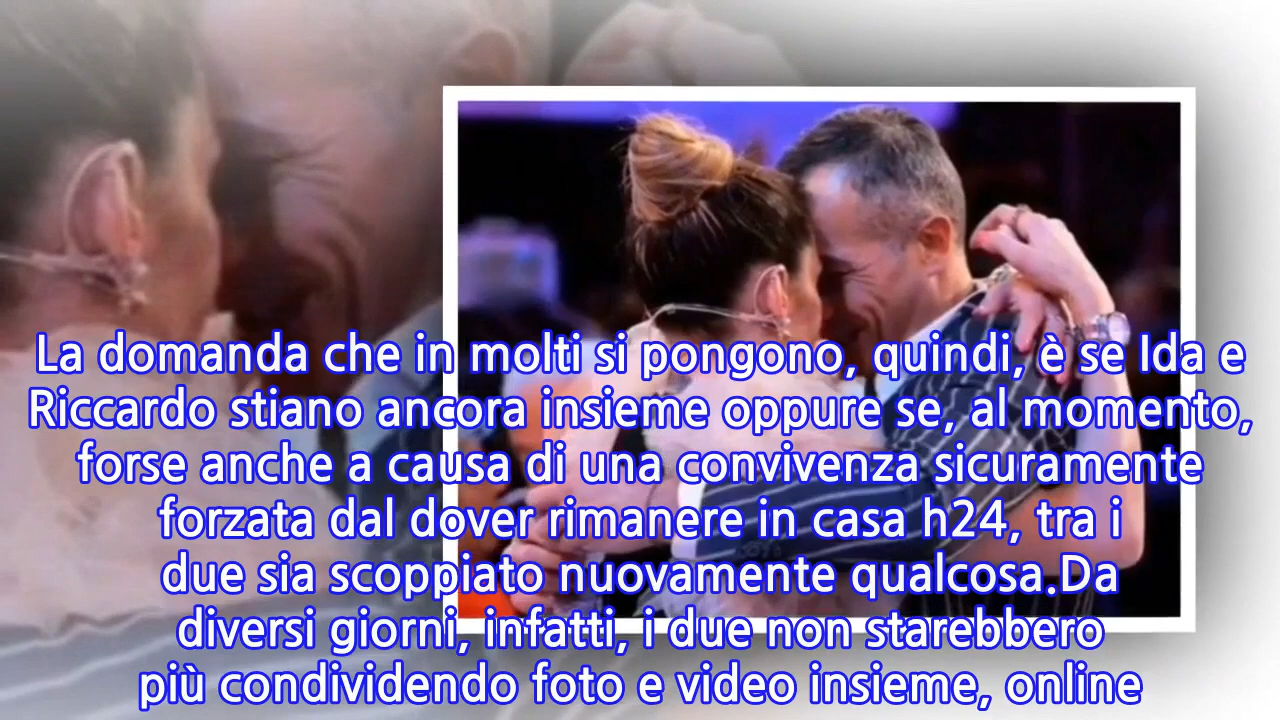 La domanda che in molti si pongono, quindi, è se Ida e
Riccardo stiano ancora insieme oppure se, al momento,
forse anche a causa di una convivenza sicuramente
forzata dal dover rimanere in casa h24, tra i
due sia scoppiato nuovamente qualcosa.Da
diversi giorni, infatti, i due non starebbero
più condividendo foto e video insieme, online